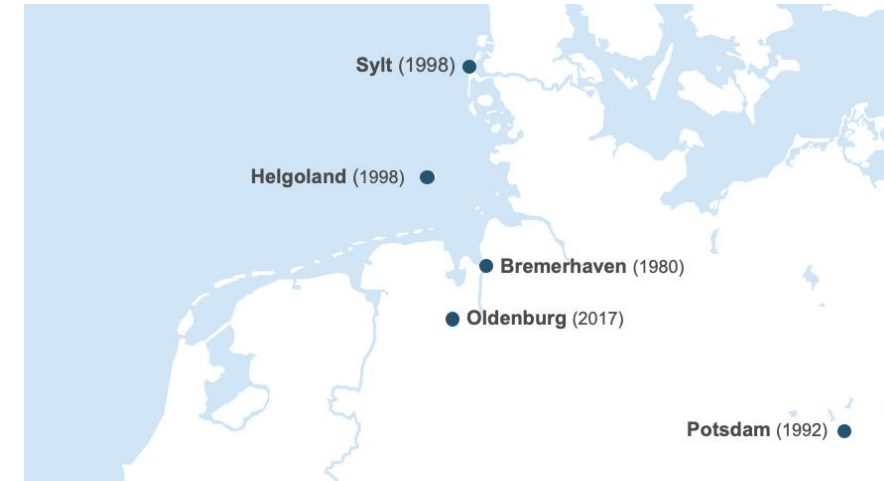 Sylt (1998)
Helgoland (1998)
Bremerhaven (1980)
Oldenburg (2017)
Potsdam (1992)